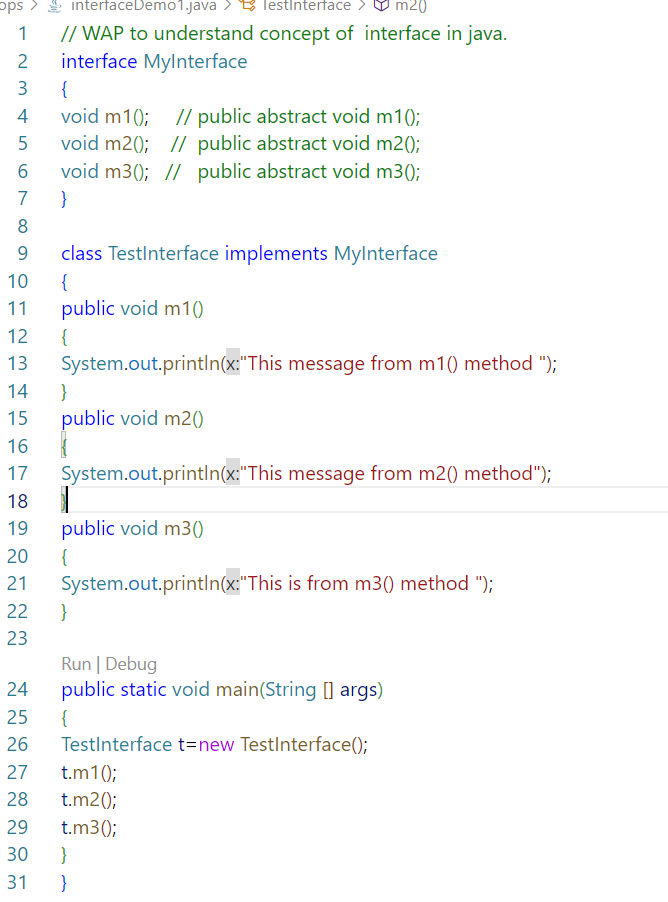 ops > interfaceDemo1.java > TestInterface > m2()
1 // WAP to understand concept of  interface in java.
2 interface MyInterface
3 {
4 void m1();     // public abstract void m1();
5 void m2();    //  public abstract void m2();
6 void m3();   //   public abstract void m3();
7 }
8
9 class TestInterface implements MyInterface
10 {
11 public void m1()
12 {
13 System.out.println(x:"This message from m1() method ");
14 }
15 public void m2()
16 {
17 System.out.println(x:"This message from m2() method");
18 }
19 public void m3()
20 {
21 System.out.println(x:"This is from m3() method ");
22 }
23
Run | Debug
24 public static void main(String [] args)
25 {
26 TestInterface t=new TestInterface();
27 t.m1();
28 t.m2();
29 t.m3();
30 }
31 }